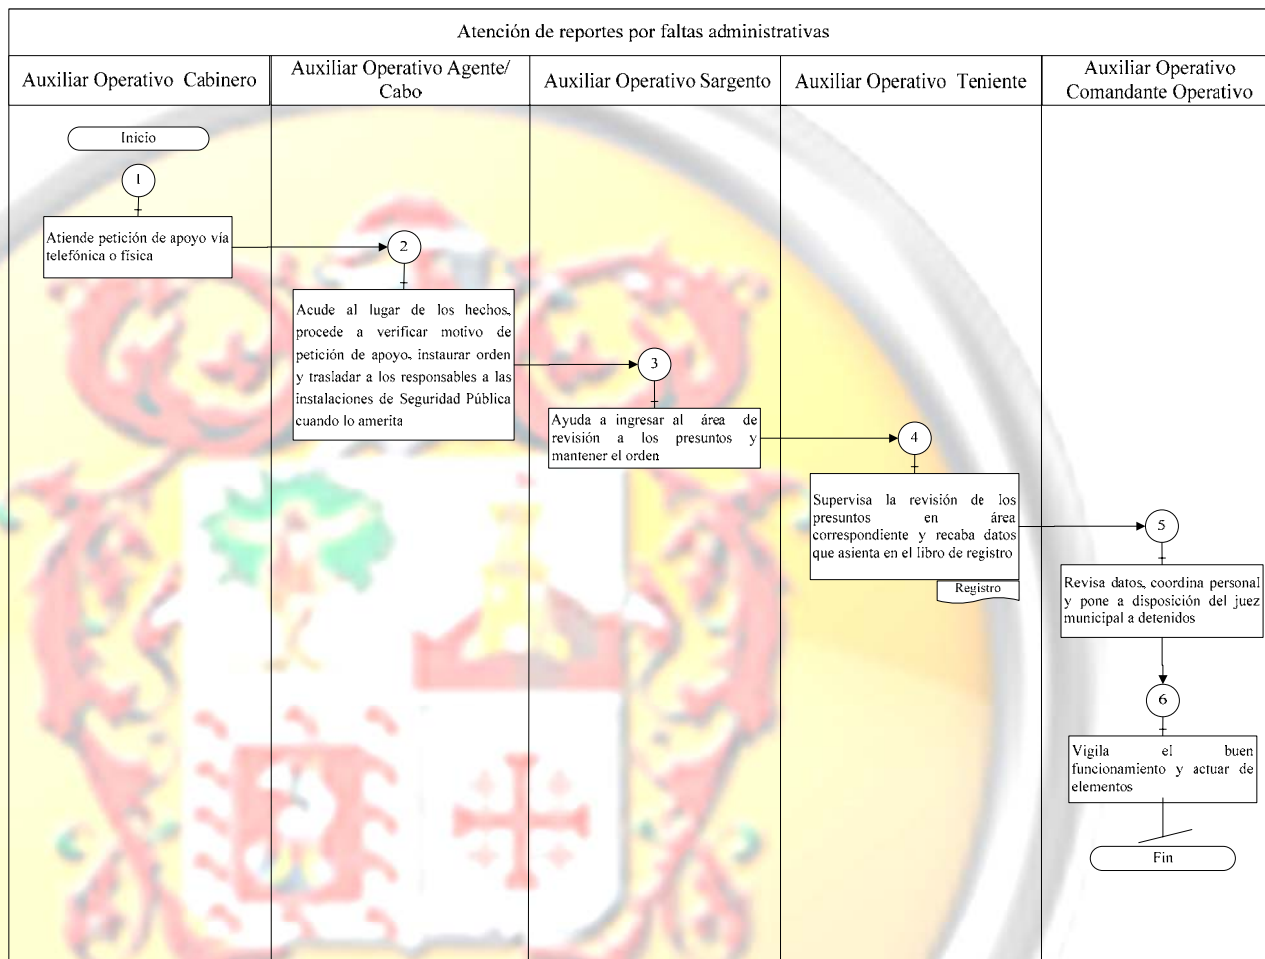 Atención de reportes por faltas administrativas
Auxiliar Operativo Cabinero
Auxiliar Operativo Agente/
Cabo
Auxiliar Operativo Sargento
Auxiliar Operativo Teniente
Auxiliar Operativo
Comandante Operativo
Inicio
1
Atiende petición de apoyo vía
telefónica o física
2
Acude al lugar de los hechos,
procede a verificar motivo de
petición de apoyo, instaurar orden
y trasladar a los responsables a las
instalaciones de Seguridad Pública
cuando lo amerita
3
Ayuda a ingresar al área de
revisión a los presuntos y
mantener el orden
4
Supervisa la revisión de los
presuntos en área
correspondiente y recaba datos
que asienta en el libro de registro
Registro
5
Revisa datos, coordina personal
y pone a disposición del juez
municipal a detenidos
6
Vigila el buen
funcionamiento y actuar de
elementos
Fin